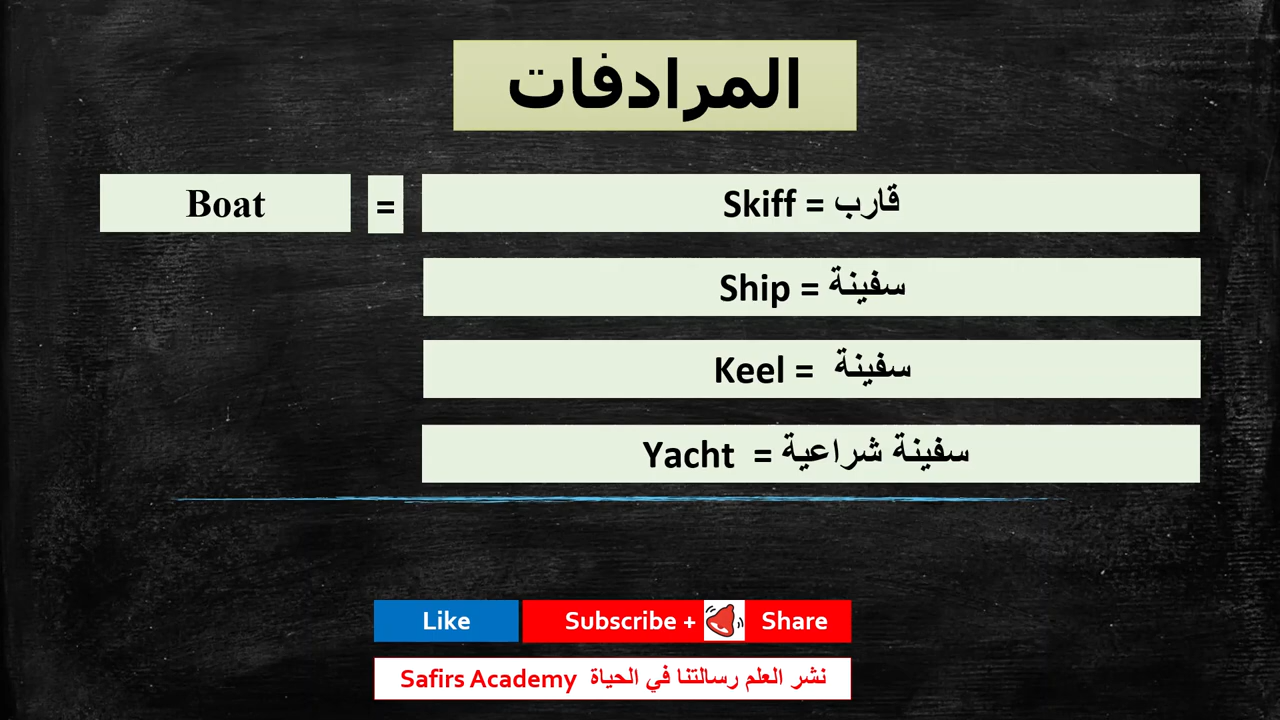 المرادفات
Boat = Skiff = قارب
Ship = سفينة
Keel = سفينة
Yacht = سفينة شراعية
Like Subscribe + Share
Safirs Academy نشر العلم رسالتنا في الحياة